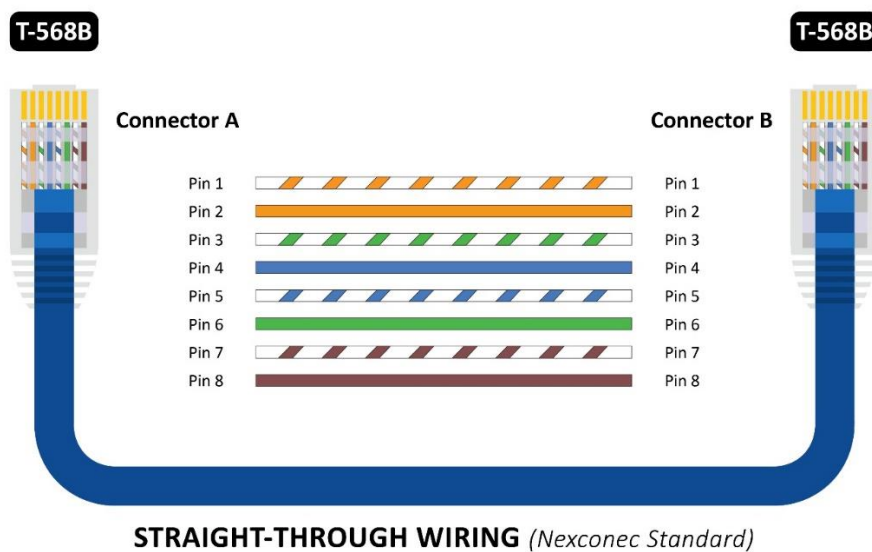 T-568B T-568B
Connector A Connector B
Pin 1 Pin 1
Pin 2 Pin 2
Pin 3 Pin 3
Pin 4 Pin 4
Pin 5 Pin 5
Pin 6 Pin 6
Pin 7 Pin 7
Pin 8 Pin 8
STRAIGHT-THROUGH WIRING (Nexconec Standard)